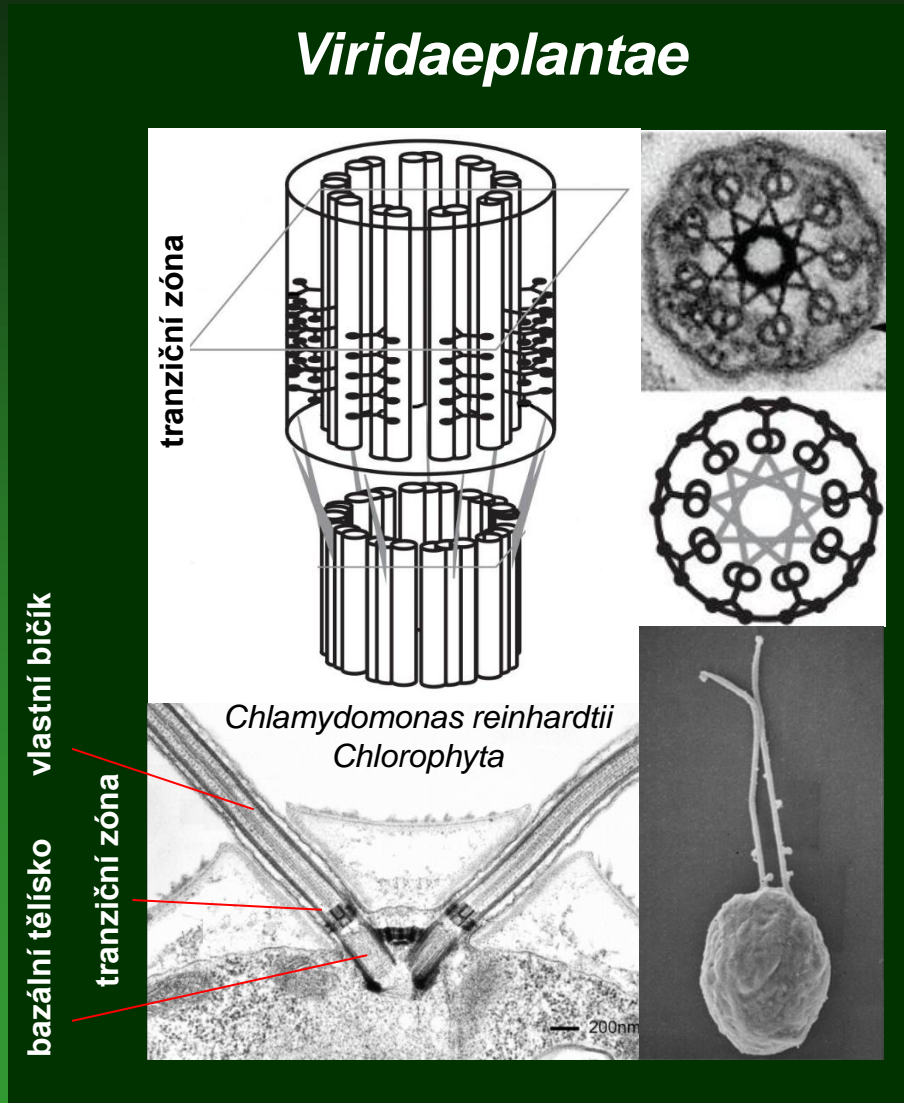 Viridaeplantae
tranziční zóna
Chlamydomonas reinhardtii
Chlorophyta
vlastní bičík
tranziční zóna
bazální tělísko
200nm